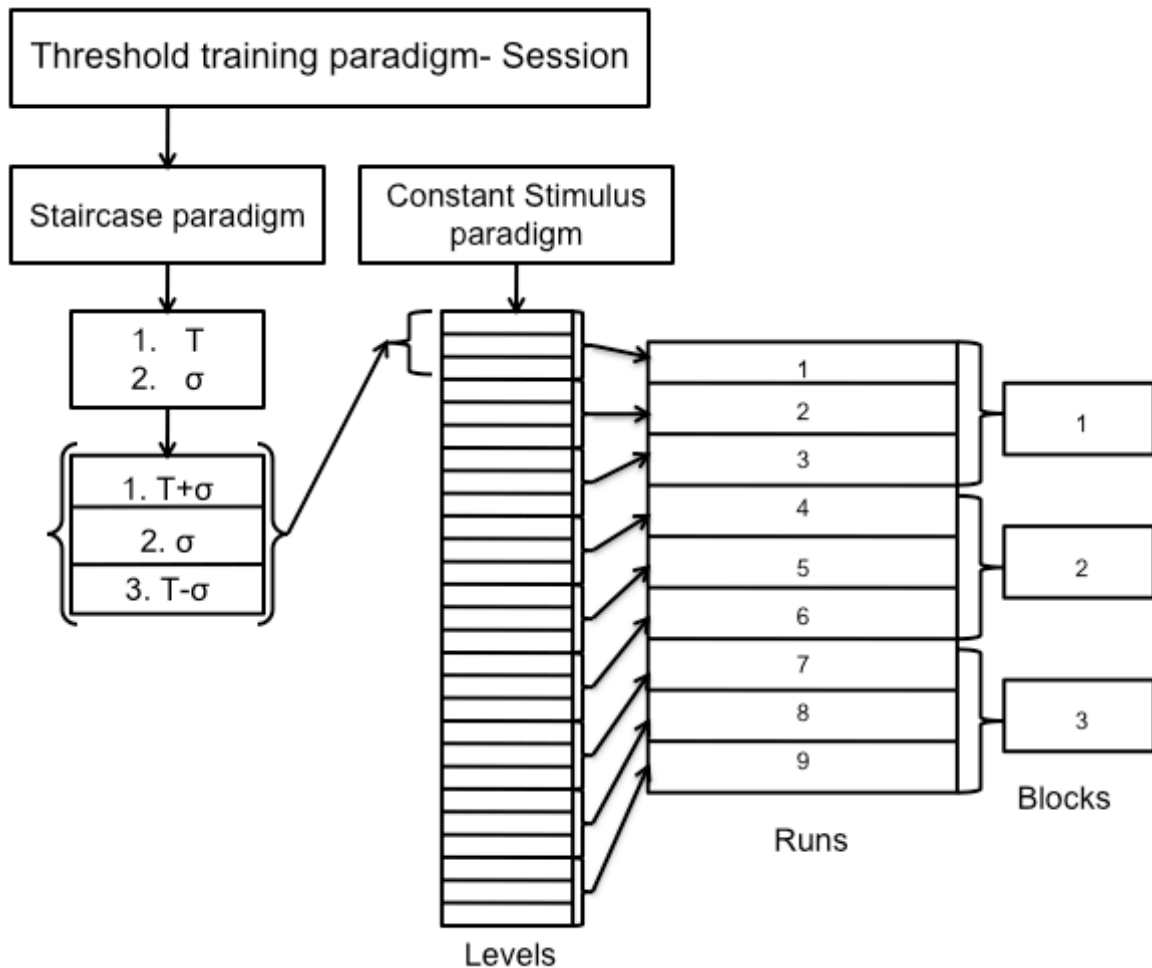 Threshold training paradigm- Session
Staircase paradigm
Constant Stimulus
paradigm
1. T
2. σ
1. T+σ
2. σ
3. T-σ
1
2
3
4
5
6
7
8
9
1
2
3
Blocks
Runs
Levels